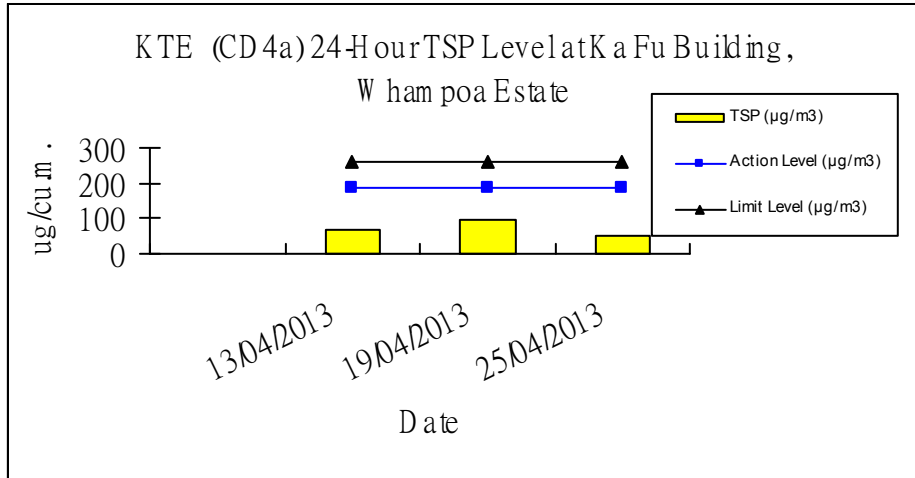 KTE (CD4a) 24-Hour TSP Level at Ka Fu Building,
Whampoa Estate
TSP (µg/m3)
Action Level (µg/m3)
Limit Level (µg/m3)
ug/cum.
300
200
100
0
13/04/2013
19/04/2013
25/04/2013
Date